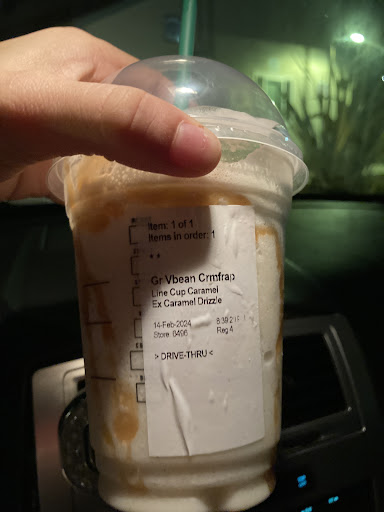 Item: 1 of 1
Items in order: 1
**
Gr Vbean Crmfrap
Line Cup Caramel
Ex Caramel Drizzle
14-Feb-2024
Store 6496 Reg 4
> DRIVE-THRU <